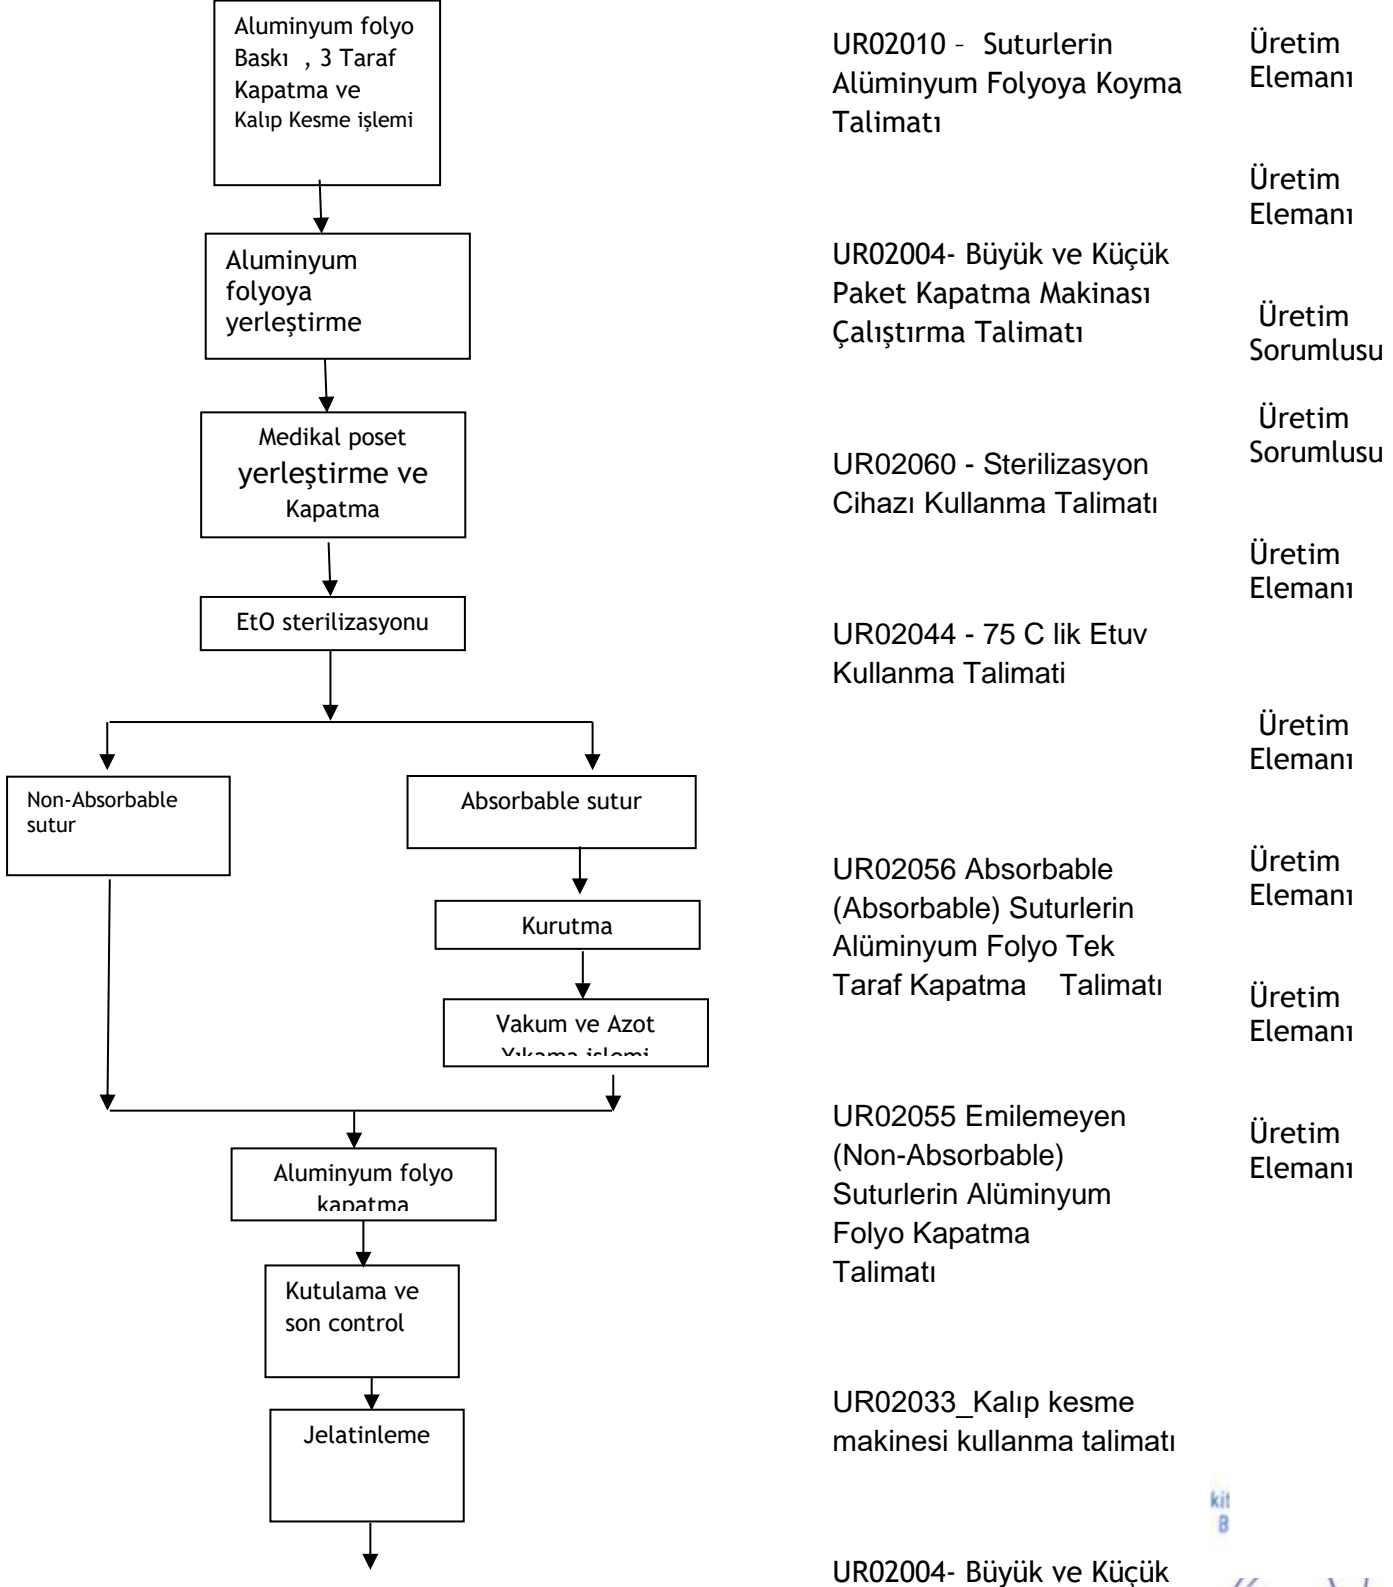 Aluminyum folyo
Baskı , 3 Taraf
Kapatma ve
Kalıp Kesme işlemi
Aluminyum
folyoya
yerleştirme
Medikal poset
yerleştirme ve
Kapatma
EtO sterilizasyonu
Non-Absorbable
sutur
Absorbable sutur
Kurutma
Vakum ve Azot
Yıkama işlemi
Aluminyum folyo
kapatma
Kutulama ve
son control
Jelatinleme
UR02010 – Suturlerin
Alüminyum Folyoya Koyma
Talimatı
UR02004- Büyük ve Küçük
Paket Kapatma Makinası
Çalıştırma Talimatı
UR02060 - Sterilizasyon
Cihazı Kullanma Talimatı
UR02044 - 75 C lik Etuv
Kullanma Talimati
UR02056 Absorbable
(Absorbable) Suturlerin
Alüminyum Folyo Tek
Taraf Kapatma Talimatı
UR02055 Emilemeyen
(Non-Absorbable)
Suturlerin Alüminyum
Folyo Kapatma
Talimatı
UR02033_Kalıp kesme
makinesi kullanma talimatı
UR02004- Büyük ve Küçük
Üretim
Elemanı
Üretim
Elemanı
Üretim
Sorumlusu
Üretim
Sorumlusu
Üretim
Elemanı
Üretim
Elemanı
Üretim
Elemanı
Üretim
Elemanı
Üretim
Elemanı
kit
B